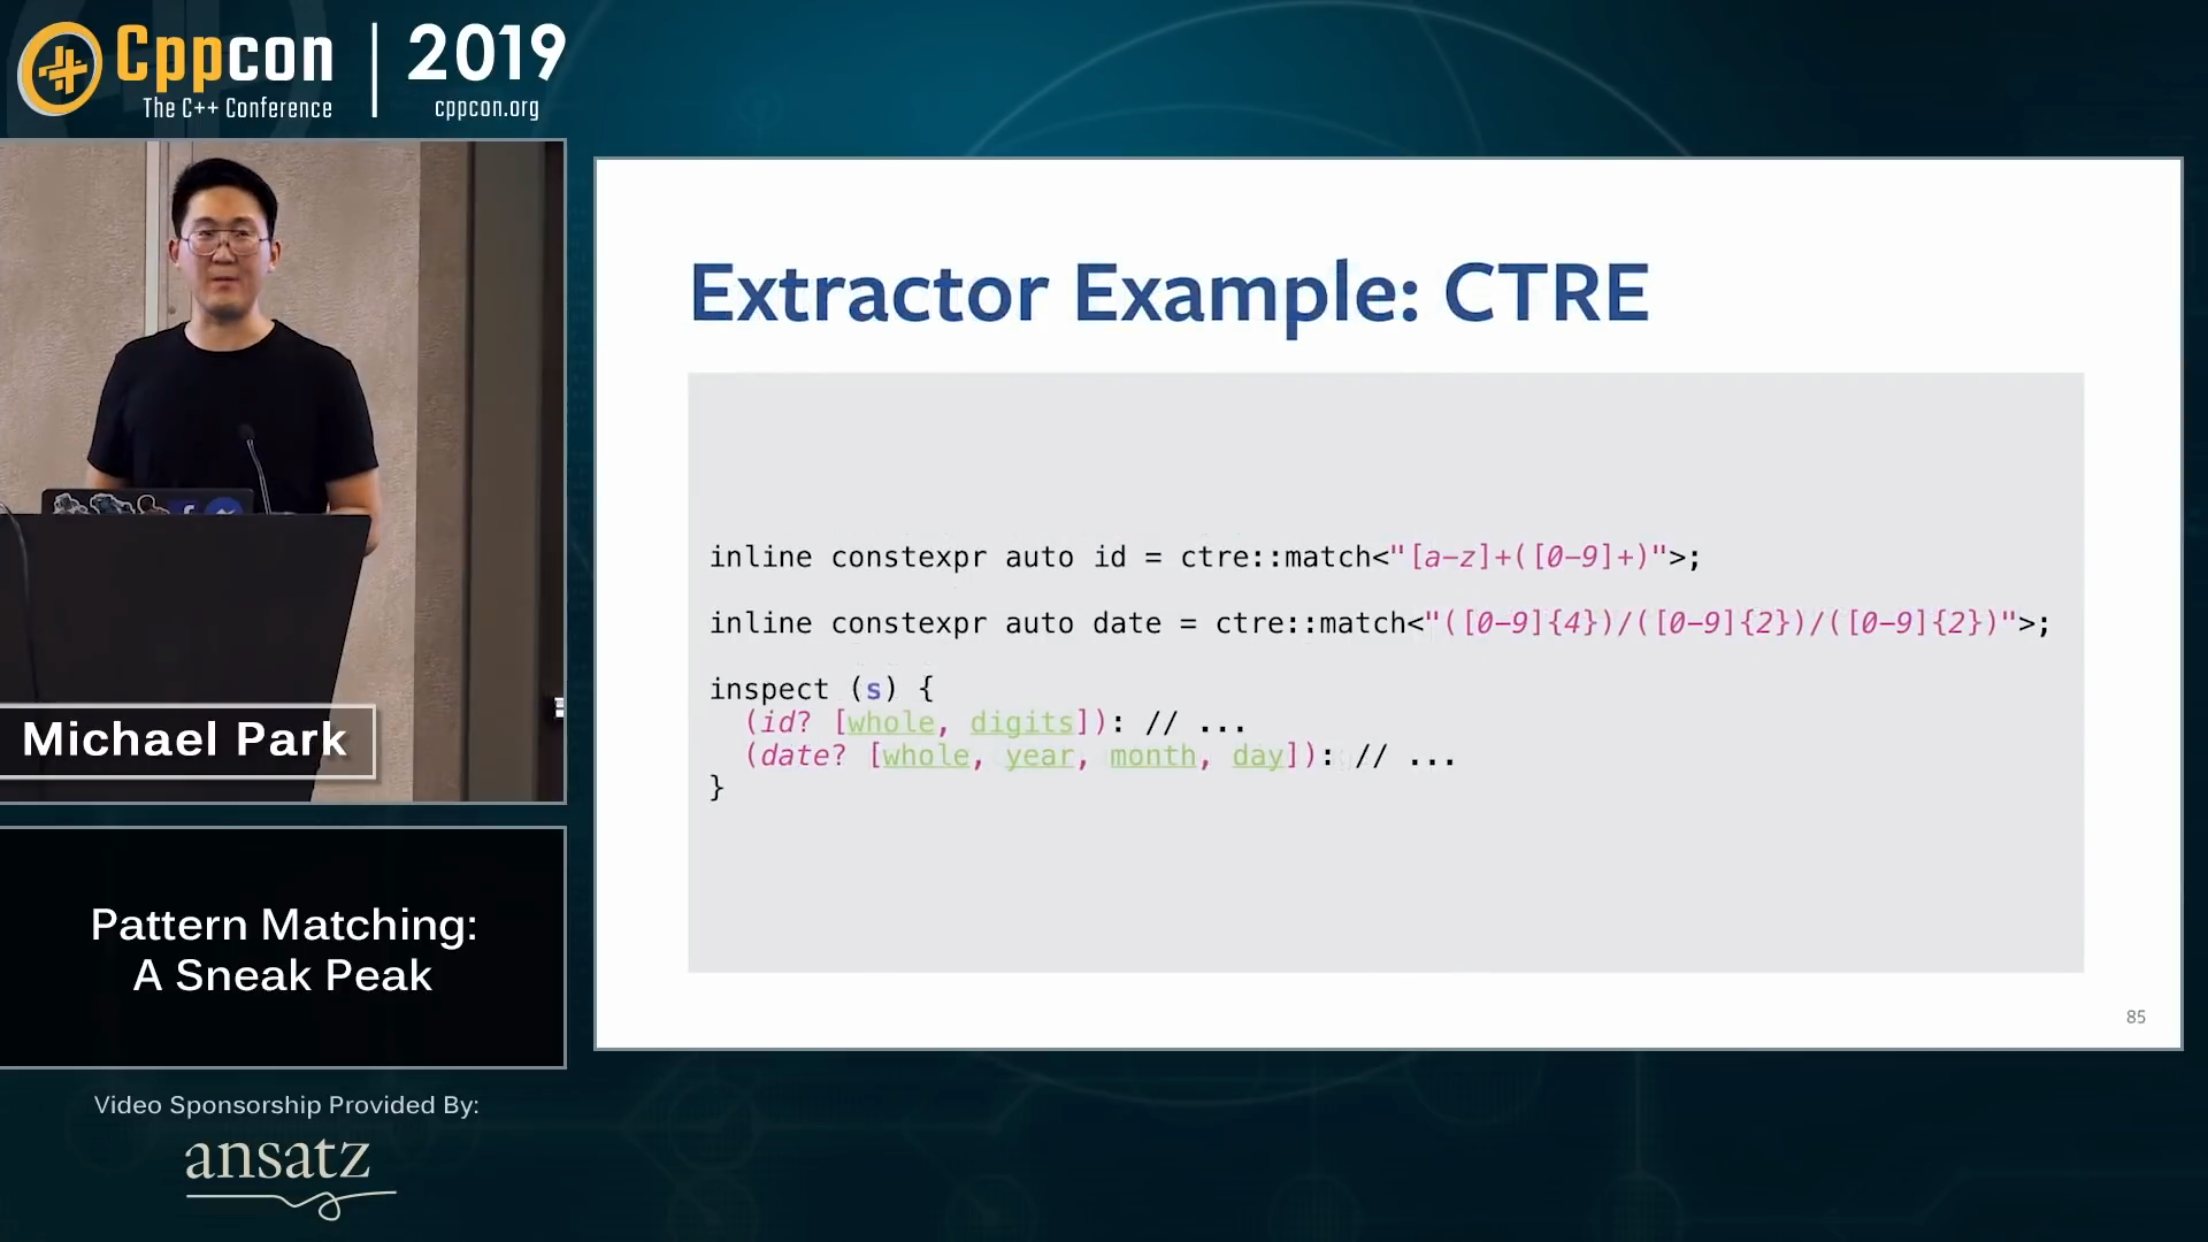 Cppcon
The C++ Conference
2019
cppcon.org
Michael Park
Pattern Matching:
A Sneak Peak
Video Sponsorship Provided By:
ansatz
Extractor Example: CTRE
inline constexpr auto id = ctre::match<"[a-z]+([0-9]+)">;
inline constexpr auto date = ctre::match<"([0-9]{4})/([0-9]{2})/([0-9]{2})">;
inspect (s) {
  (id? [whole, digits]): // ...
  (date? [whole, year, month, day]): // ...
}
85